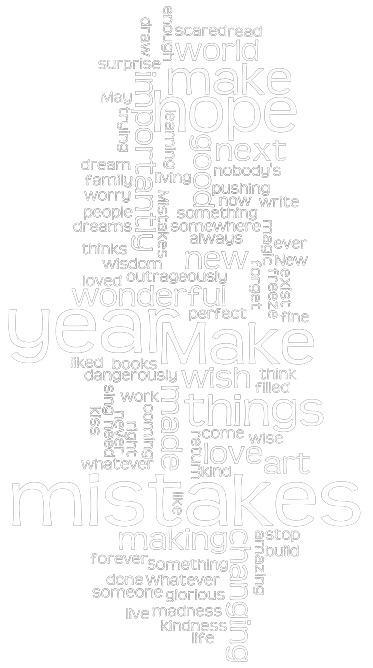 enough
draw
scared read
world
surprise
make
May
importantly
hope
trying
learning
good
next
dream
living
nobody's
family
pushing
worry
Mistakes
now write
people
something
dreams
somewhere
magic
always
ever
thinks
new
New
wisdom
forget
freeze
exist
loved outrageously
wonderful
perfect
fine
year
Make
liked books
dangerously
wish
think
filled
sing
work
made
things
kiss
need
never
right
coming
come
wise
return
love
whatever
kind
art
mistakes
like
making
changing
amazing
stop
build
forever
Something
done Whatever
someone glorious
live madness
kindness
life